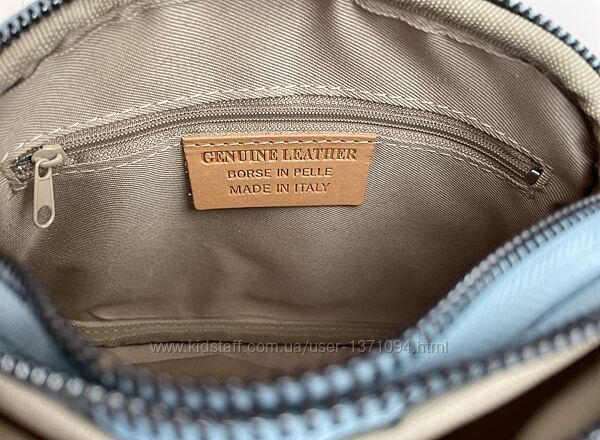 GENUINE LEATHER
BORSE IN PELLE
MADE IN ITALY
www.kidstaff.com.ua/user-1371094.html